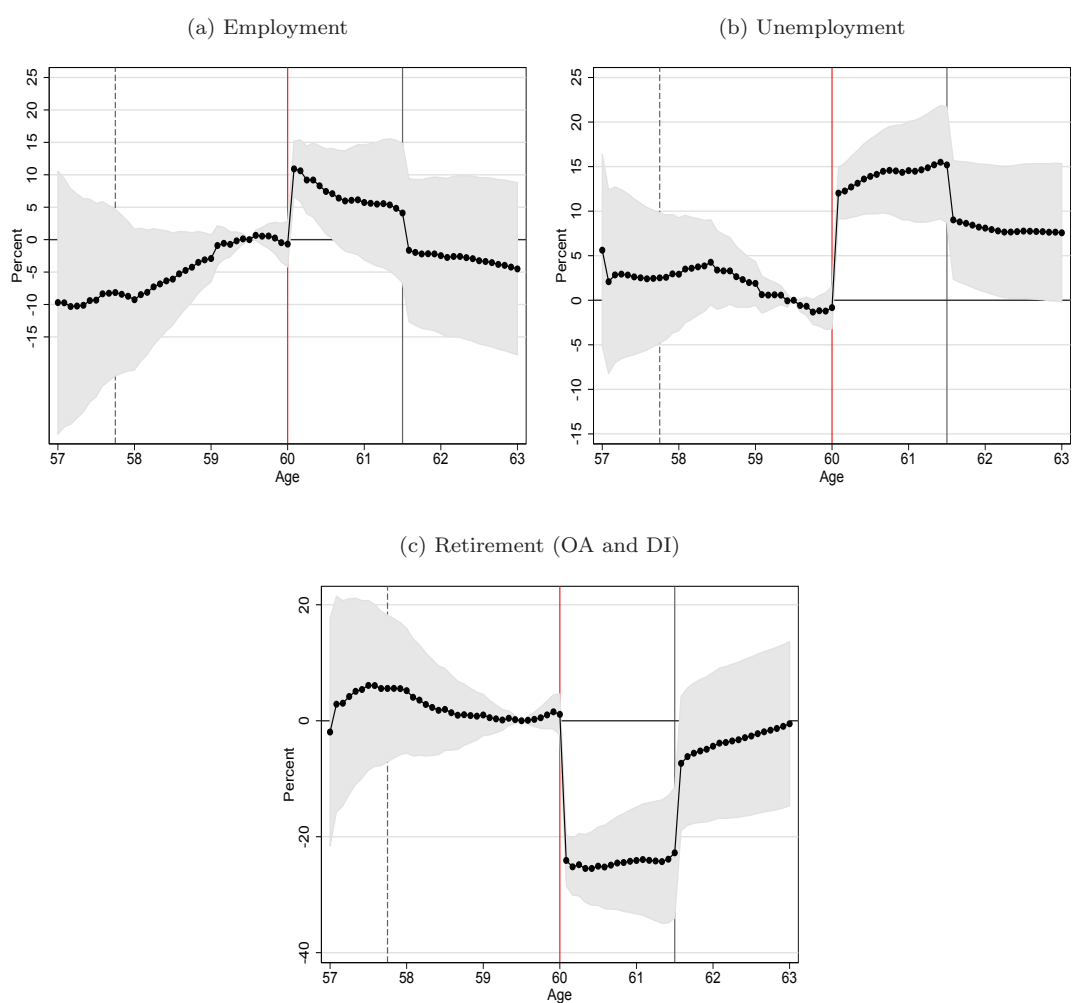 (a) Employment
(b) Unemployment
Percent
-15 -10 -5 0 5 10 15 20 25
57 58 59 60 61 62 63
Age
Percent
-15 -10 -5 0 5 10 15 20 25
57 58 59 60 61 62 63
Age
(c) Retirement (OA and DI)
Percent
-40 -20 0 20
57 58 59 60 61 62 63
Age